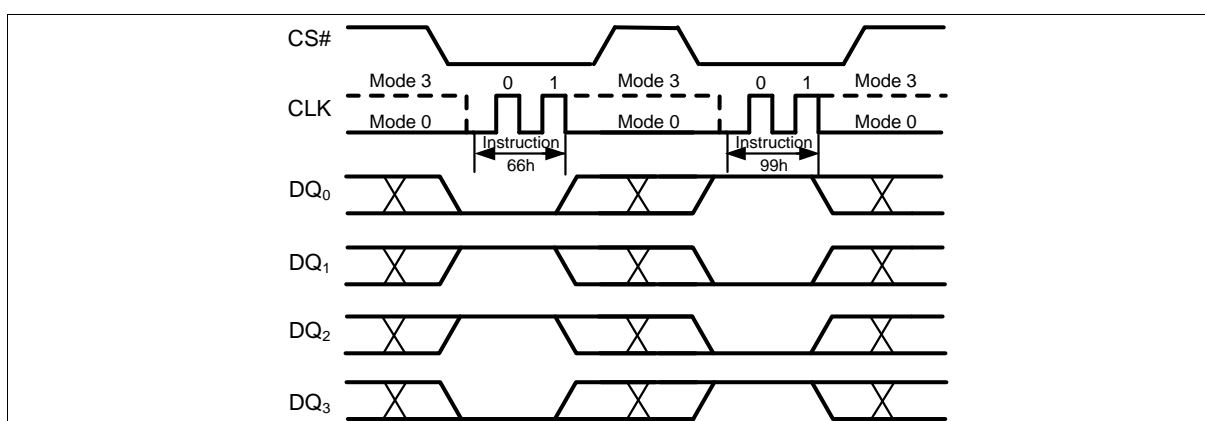 CS#
Mode 3 0 1 Mode 3 0 1 Mode 3
CLK
Mode 0 Mode 0 Mode 0
Instruction Instruction
66h 99h
DQ₀
DQ₁
DQ₂
DQ₃